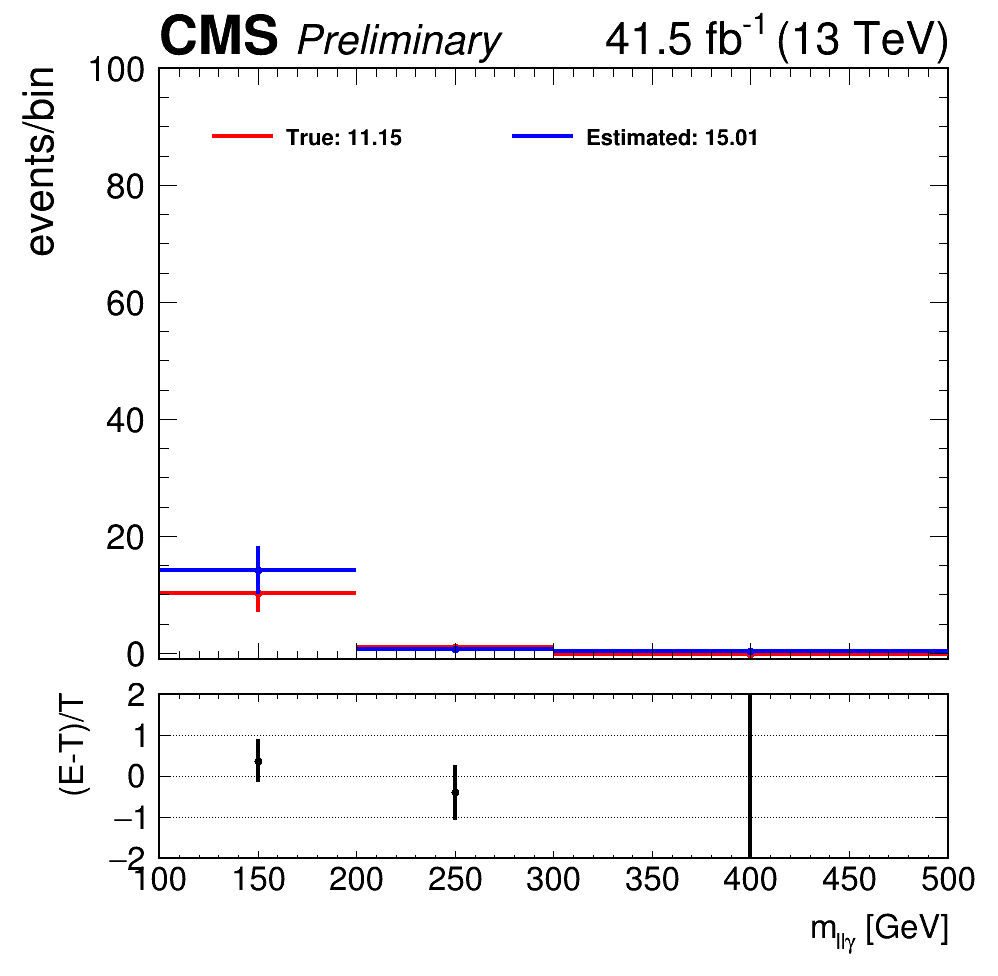 CMS Preliminary 41.5 fb⁻¹ (13 TeV)
events/bin
100
80
60
40
20
0
True: 11.15
Estimated: 15.01
(E-T)/T
2
1
0
−1
−2
100 150 200 250 300 350 400 450 500
m_llγ [GeV]